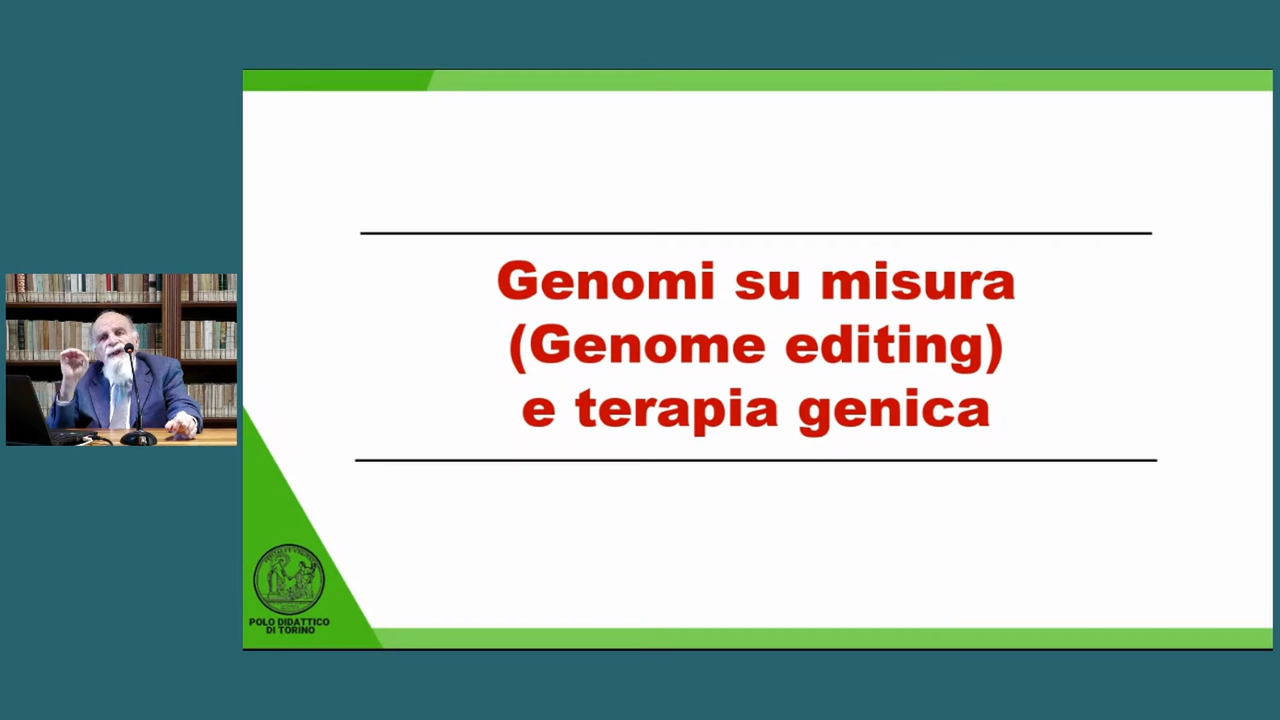 Genomi su misura
(Genome editing)
e terapia genica
POLO DIDATTICO
DI TORINO